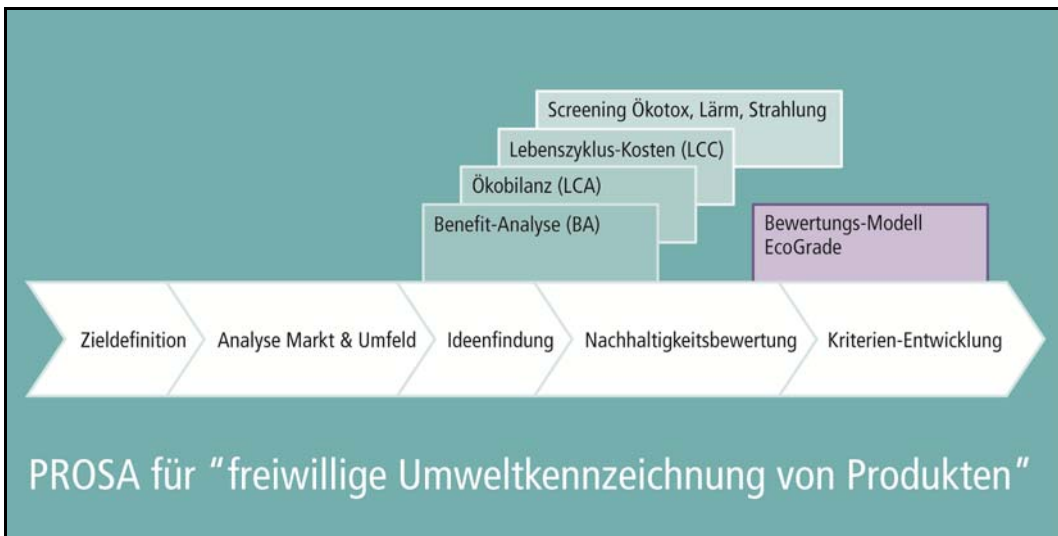 Screening Ökotox, Lärm, Strahlung
Lebenszyklus-Kosten (LCC)
Ökobilanz (LCA)
Benefit-Analyse (BA)
Bewertungs-Modell
EcoGrade
Zieldefinition
Analyse Markt & Umfeld
Ideenfindung
Nachhaltigkeitsbewertung
Kriterien-Entwicklung
PROSA für "freiwillige Umweltkennzeichnung von Produkten"